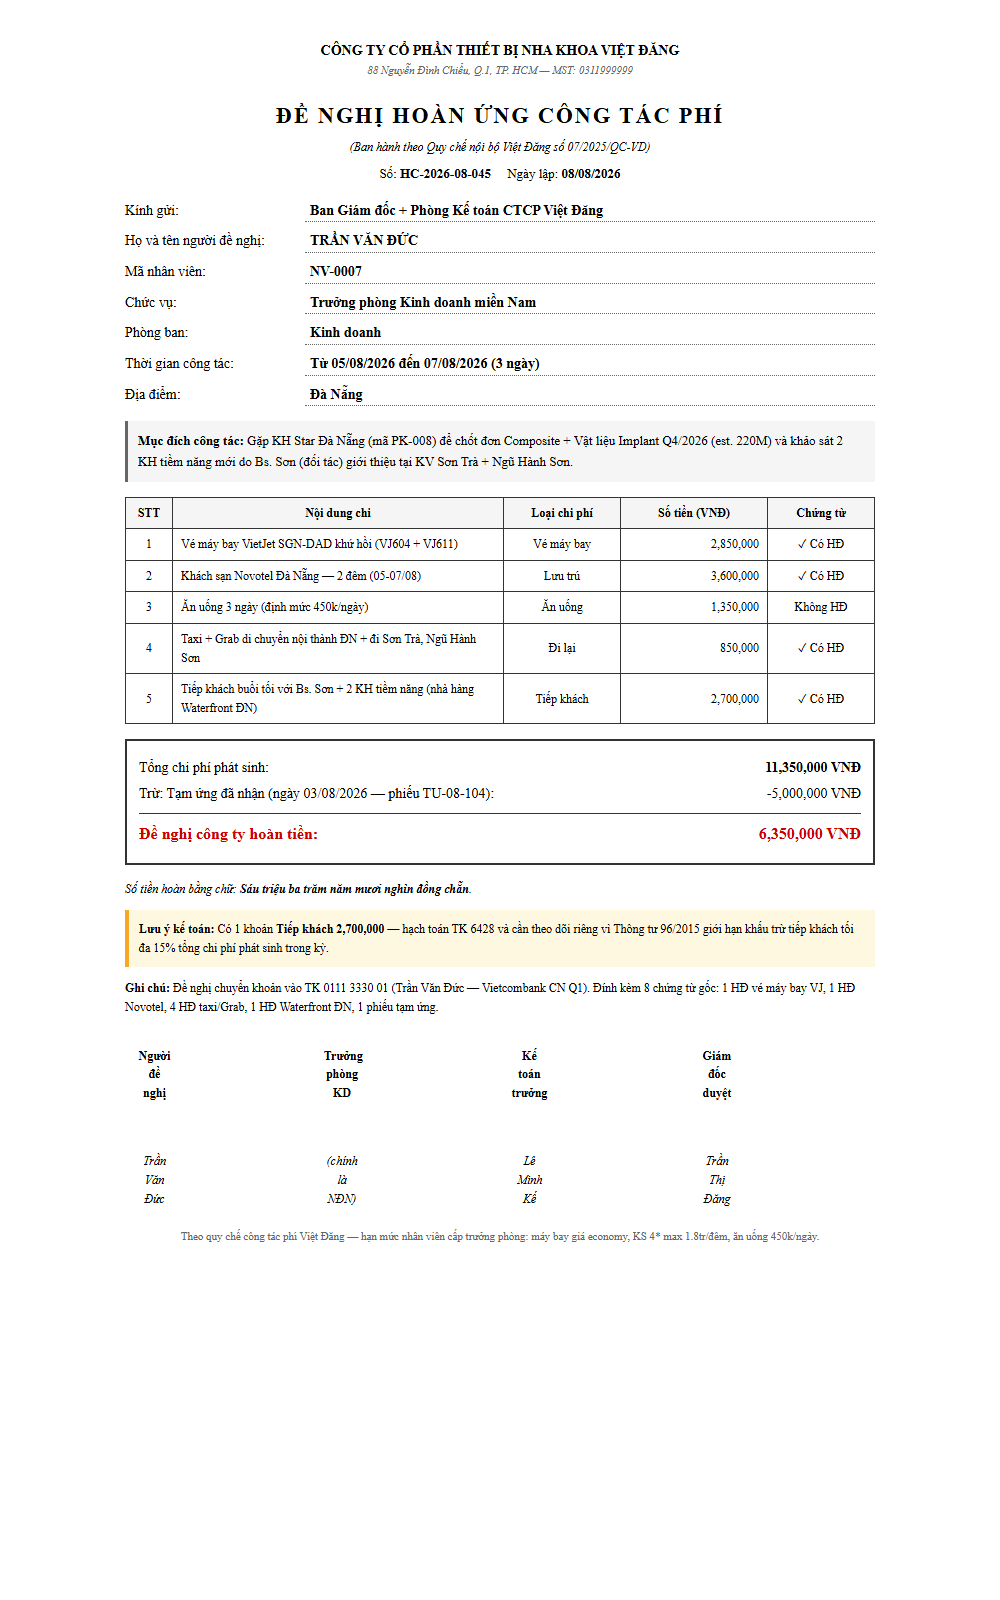 CÔNG TY CỔ PHẦN THIẾT BỊ NHA KHOA VIỆT ĐĂNG
88 Nguyễn Đình Chiểu, Q.1, TP. HCM — MST: 0311999999
ĐỀ NGHỊ HOÀN ỨNG CÔNG TÁC PHÍ
(Ban hành theo Quy chế nội bộ Việt Đăng số 07/2025/QC-VD)
Số: HC-2026-08-045 Ngày lập: 08/08/2026
Kính gửi: Ban Giám đốc + Phòng Kế toán CTCP Việt Đăng
Họ và tên người đề nghị: TRẦN VĂN ĐỨC
Mã nhân viên: NV-0007
Chức vụ: Trưởng phòng Kinh doanh miền Nam
Phòng ban: Kinh doanh
Thời gian công tác: Từ 05/08/2026 đến 07/08/2026 (3 ngày)
Địa điểm: Đà Nẵng
Mục đích công tác: Gặp KH Star Đà Nẵng (mã PK-008) để chốt đơn Composite + Vật liệu Implant Q4/2026 (est. 220M) và khảo sát 2
KH tiềm năng mới do Bs. Sơn (đối tác) giới thiệu tại KV Sơn Trà + Ngũ Hành Sơn.
STT Nội dung chi Loại chi phí Số tiền (VNĐ) Chứng từ
1 Vé máy bay VietJet SGN-DAD khứ hồi (VJ604 + VJ611) Vé máy bay 2,850,000 ✓ Có HĐ
2 Khách sạn Novotel Đà Nẵng — 2 đêm (05-07/08) Lưu trú 3,600,000 ✓ Có HĐ
3 Ăn uống 3 ngày (định mức 450k/ngày) Ăn uống 1,350,000 Không HĐ
4 Taxi + Grab di chuyển nội thành ĐN + đi Sơn Trà, Ngũ Hành
Sơn Đi lại 850,000 ✓ Có HĐ
5 Tiếp khách buổi tối với Bs. Sơn + 2 KH tiềm năng (nhà hàng
Waterfront ĐN) Tiếp khách 2,700,000 ✓ Có HĐ
Tổng chi phí phát sinh: 11,350,000 VNĐ
Trừ: Tạm ứng đã nhận (ngày 03/08/2026 — phiếu TU-08-104): -5,000,000 VNĐ
Đề nghị công ty hoàn tiền: 6,350,000 VNĐ
Số tiền hoàn bằng chữ: Sáu triệu ba trăm năm mươi nghìn đồng chẵn.
Lưu ý kế toán: Có 1 khoản Tiếp khách 2,700,000 — hạch toán TK 6428 và cần theo dõi riêng vì Thông tư 96/2015 giới hạn khấu trừ tiếp khách tối
đa 15% tổng chi phí phát sinh trong kỳ.
Ghi chú: Đề nghị chuyển khoản vào TK 0111 3330 01 (Trần Văn Đức — Vietcombank CN Q1). Đính kèm 8 chứng từ gốc: 1 HĐ vé máy bay VJ, 1 HĐ
Novotel, 4 HĐ taxi/Grab, 1 HĐ Waterfront ĐN, 1 phiếu tạm ứng.
Người Trưởng Kế Giám
đề phòng toán đốc
nghị KD trưởng duyệt
Trần (chính Lê Trần
Văn là Minh Thị
Đức NĐN) Kế Đăng
Theo quy chế công tác phí Việt Đăng — hạn mức nhân viên cấp trưởng phòng: máy bay giá economy, KS 4* max 1.8tr/đêm, ăn uống 450k/ngày.